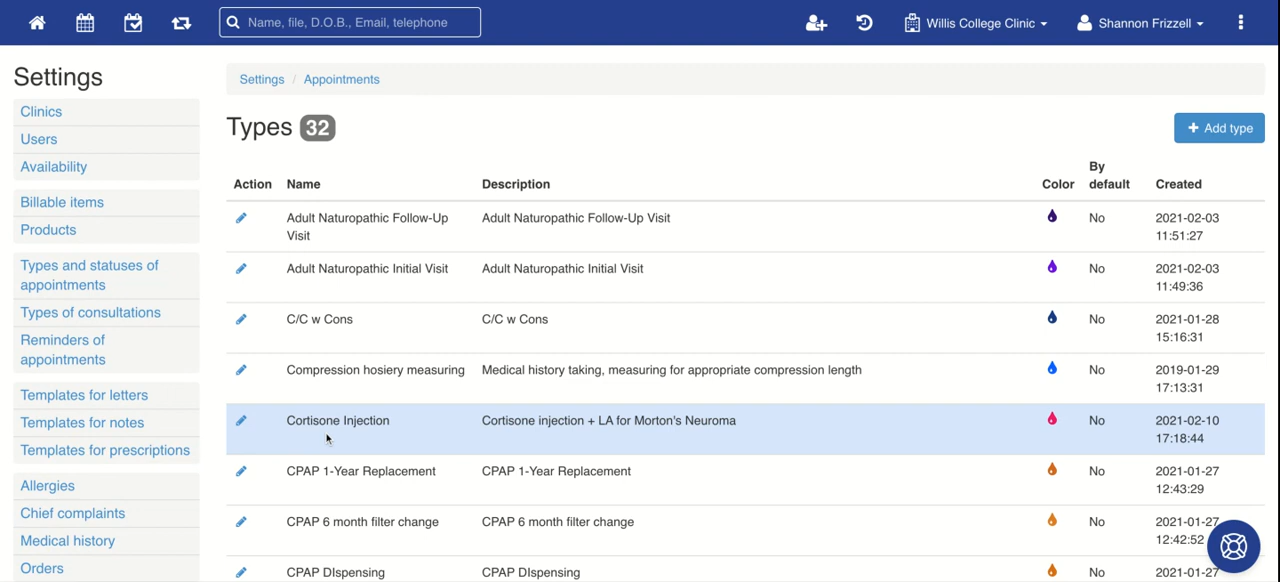 Name, file, D.O.B., Email, telephone
Willis College Clinic
Shannon Frizzell
Settings
Clinics
Users
Availability
Billable items
Products
Types and statuses of
appointments
Types of consultations
Reminders of
appointments
Templates for letters
Templates for notes
Templates for prescriptions
Allergies
Chief complaints
Medical history
Orders
Settings / Appointments
Types 32
+ Add type
Action Name Description Color By default Created
Adult Naturopathic Follow-Up Visit Adult Naturopathic Follow-Up Visit No 2021-02-03 11:51:27
Adult Naturopathic Initial Visit Adult Naturopathic Initial Visit No 2021-02-03 11:49:36
C/C w Cons C/C w Cons No 2021-01-28 15:16:31
Compression hosiery measuring Medical history taking, measuring for appropriate compression length No 2019-01-29 17:13:31
Cortisone Injection Cortisone injection + LA for Morton's Neuroma No 2021-02-10 17:18:44
CPAP 1-Year Replacement CPAP 1-Year Replacement No 2021-01-27 12:43:29
CPAP 6 month filter change CPAP 6 month filter change No 2021-01-27 12:42:52
CPAP DIspensing CPAP DIspensing No 2021-01-27